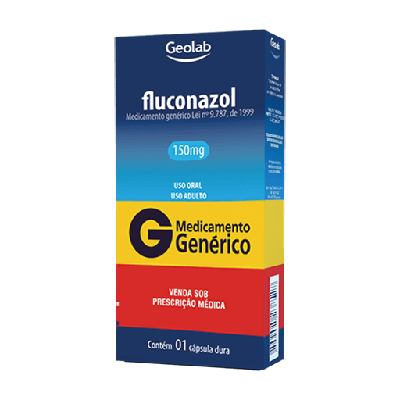 Geolab
fluconazol
Medicamento genérico Lei nº 9.787, de 1999
150mg
USO ORAL
USO ADULTO
G Medicamento
Genérico
VENDA SOB
PRESCRIÇÃO MÉDICA
Contém 01 cápsula dura